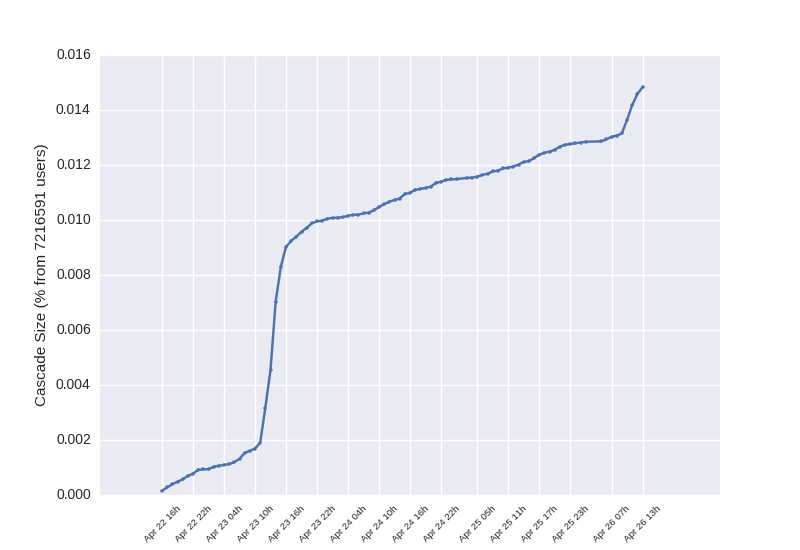 0.016
0.014
0.012
0.010
0.008
0.006
0.004
0.002
0.000
Cascade Size (% from 7216591 users)
Apr 22 16h
Apr 22 22h
Apr 23 04h
Apr 23 10h
Apr 23 16h
Apr 23 22h
Apr 24 04h
Apr 24 10h
Apr 24 16h
Apr 24 22h
Apr 25 05h
Apr 25 11h
Apr 25 17h
Apr 25 23h
Apr 26 07h
Apr 26 13h